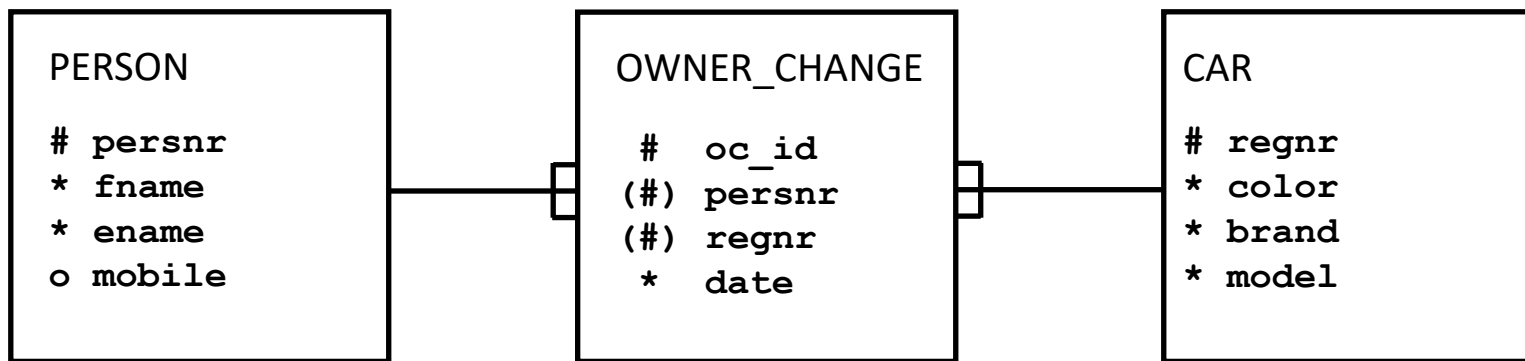 PERSON
# persnr
* fname
* ename
o mobile
OWNER_CHANGE
# oc_id
(#) persnr
(#) regnr
* date
CAR
# regnr
* color
* brand
* model